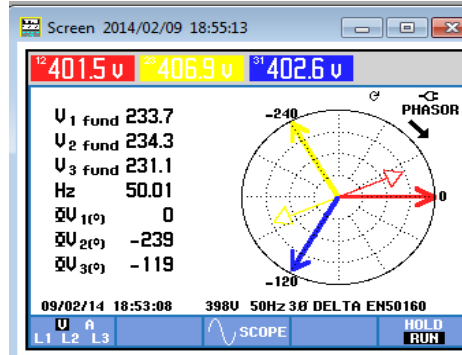 Screen 2014/02/09 18:55:13
12 401.5 V 23 406.9 V 31 402.6 V
PHASOR
V1 fund 233.7
V2 fund 234.3
V3 fund 231.1
Hz 50.01
ΦV1(°) 0
ΦV2(°) -239
ΦV3(°) -119
-240
0
-120
09/02/14 18:53:08 398V 50Hz 3Ø DELTA EN50160
V A
L1 L2 L3
SCOPE
HOLD
RUN